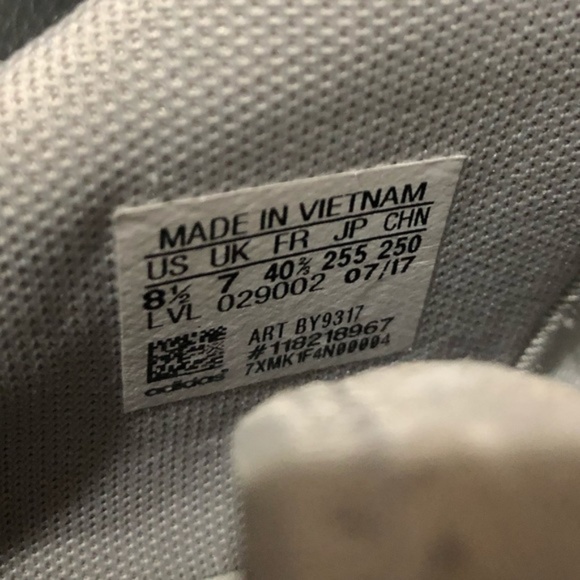 MADE IN VIETNAM
US UK FR JP CHN
8½ 7 40⅔ 255 250
LVL 029002 07/17
ART BY9317
#118218967
7XMK1F4N00004
adidas